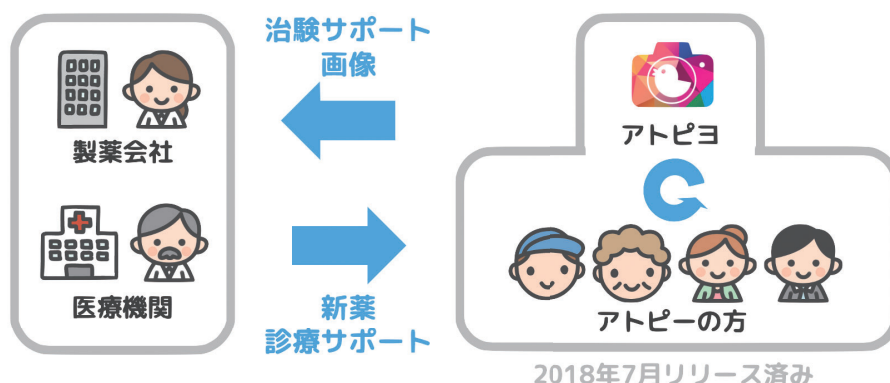 製薬会社
医療機関
治験サポート
画像
新薬
診療サポート
アトピヨ
アトピーの方
2018年7月リリース済み